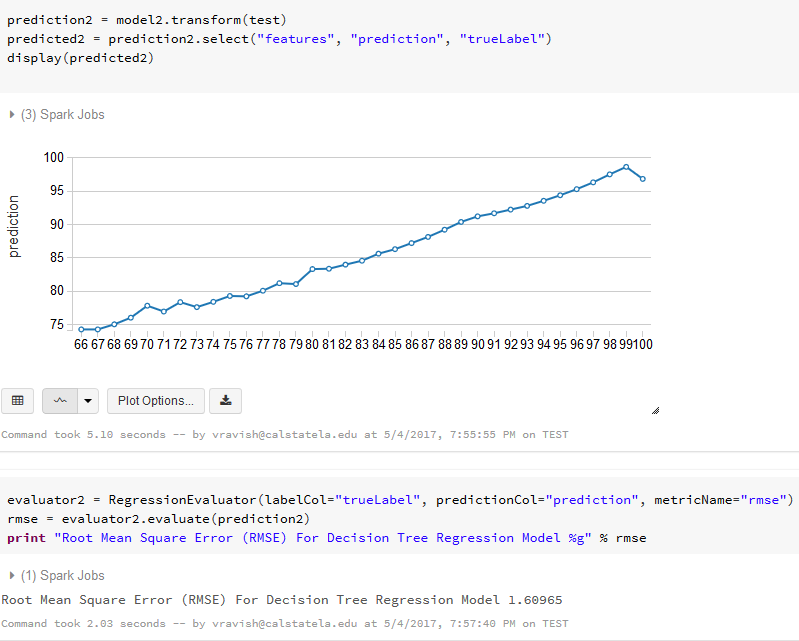 prediction2 = model2.transform(test)
predicted2 = prediction2.select("features", "prediction", "trueLabel")
display(predicted2)
(3) Spark Jobs
100
95
90
85
80
75
prediction
66 67 68 69 70 71 72 73 74 75 76 77 78 79 80 81 82 83 84 85 86 87 88 89 90 91 92 93 94 95 96 97 98 99 100
Plot Options...
Command took 5.10 seconds -- by vravish@calstatela.edu at 5/4/2017, 7:55:55 PM on TEST
evaluator2 = RegressionEvaluator(labelCol="trueLabel", predictionCol="prediction", metricName="rmse")
rmse = evaluator2.evaluate(prediction2)
print "Root Mean Square Error (RMSE) For Decision Tree Regression Model %g" % rmse
(1) Spark Jobs
Root Mean Square Error (RMSE) For Decision Tree Regression Model 1.60965
Command took 2.03 seconds -- by vravish@calstatela.edu at 5/4/2017, 7:57:40 PM on TEST